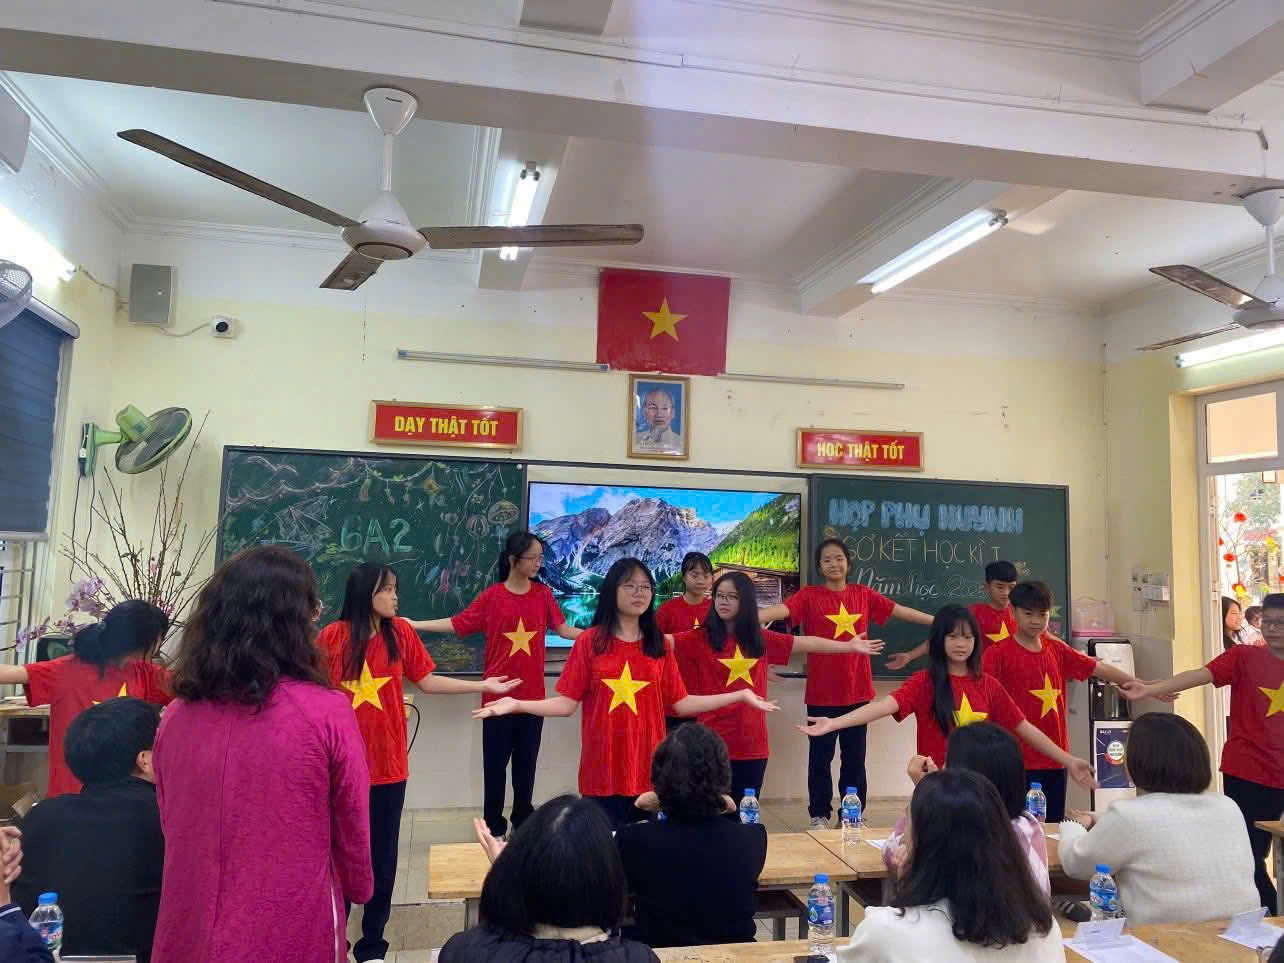 DẠY THẬT TỐT
HỌC THẬT TỐT
6A2
HỌP PHỤ HUYNH
SƠ KẾT HỌC KÌ I
Năm học